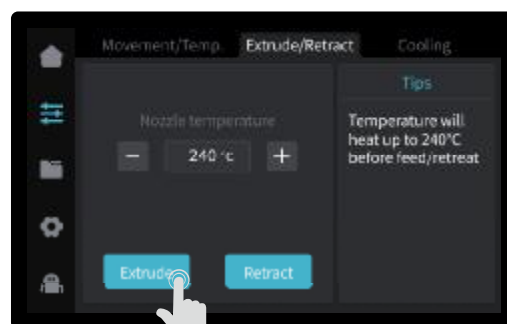 Movement/Temp. Extrude/Retract Cooling
Tips
Nozzle temperature
Temperature will
heat up to 240°C
before feed/retreat
− 240 °c +
Extrude Retract